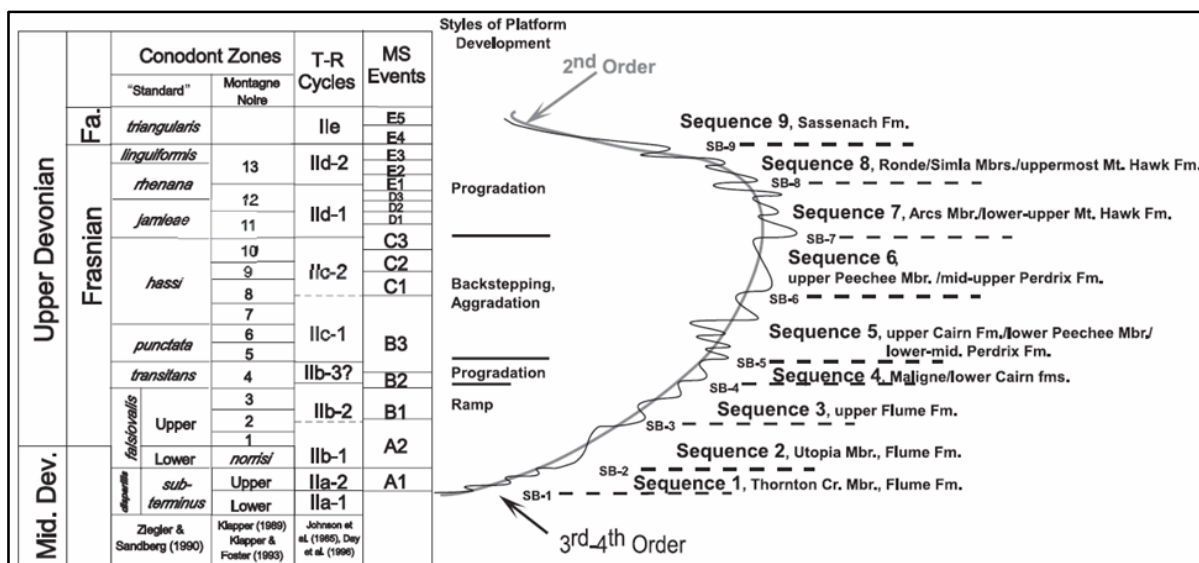 Styles of Platform
Development
Conodont Zones
T-R
Cycles
MS
Events
"Standard"
Montagne
Noire
2nd Order
Upper Devonian
Mid. Dev.
Fa.
Frasnian
triangularis
linguiformis
rhenana
jamieae
hassi
punctata
transitans
falsiovalis
Upper
Lower
disparilis
sub-
terminus
13
12
11
10
9
8
7
6
5
4
3
2
1
norrisi
Upper
Lower
IIe
IId-2
IId-1
IIc-2
IIc-1
IIb-3?
IIb-2
IIb-1
IIa-2
IIa-1
E5
E4
E3
E2
E1
D3
D2
D1
C3
C2
C1
B3
B2
B1
A2
A1
Progradation
Backstepping,
Aggradation
Progradation
Ramp
Sequence 9, Sassenach Fm.
SB-9
Sequence 8, Ronde/Simla Mbrs./uppermost Mt. Hawk Fm.
SB-8
Sequence 7, Arcs Mbr./lower-upper Mt. Hawk Fm.
SB-7
Sequence 6,
upper Peechee Mbr. /mid-upper Perdrix Fm.
SB-6
Sequence 5, upper Cairn Fm./lower Peechee Mbr./
lower-mid. Perdrix Fm.
SB-5
Sequence 4, Maligne/lower Cairn fms.
SB-4
Sequence 3, upper Flume Fm.
SB-3
Sequence 2, Utopia Mbr., Flume Fm.
SB-2
Sequence 1, Thornton Cr. Mbr., Flume Fm.
SB-1
3rd-4th Order
Ziegler &
Sandberg (1990)
Klapper (1989)
Klapper &
Foster (1993)
Johnson et
al. (1985), Day
et al. (1996)